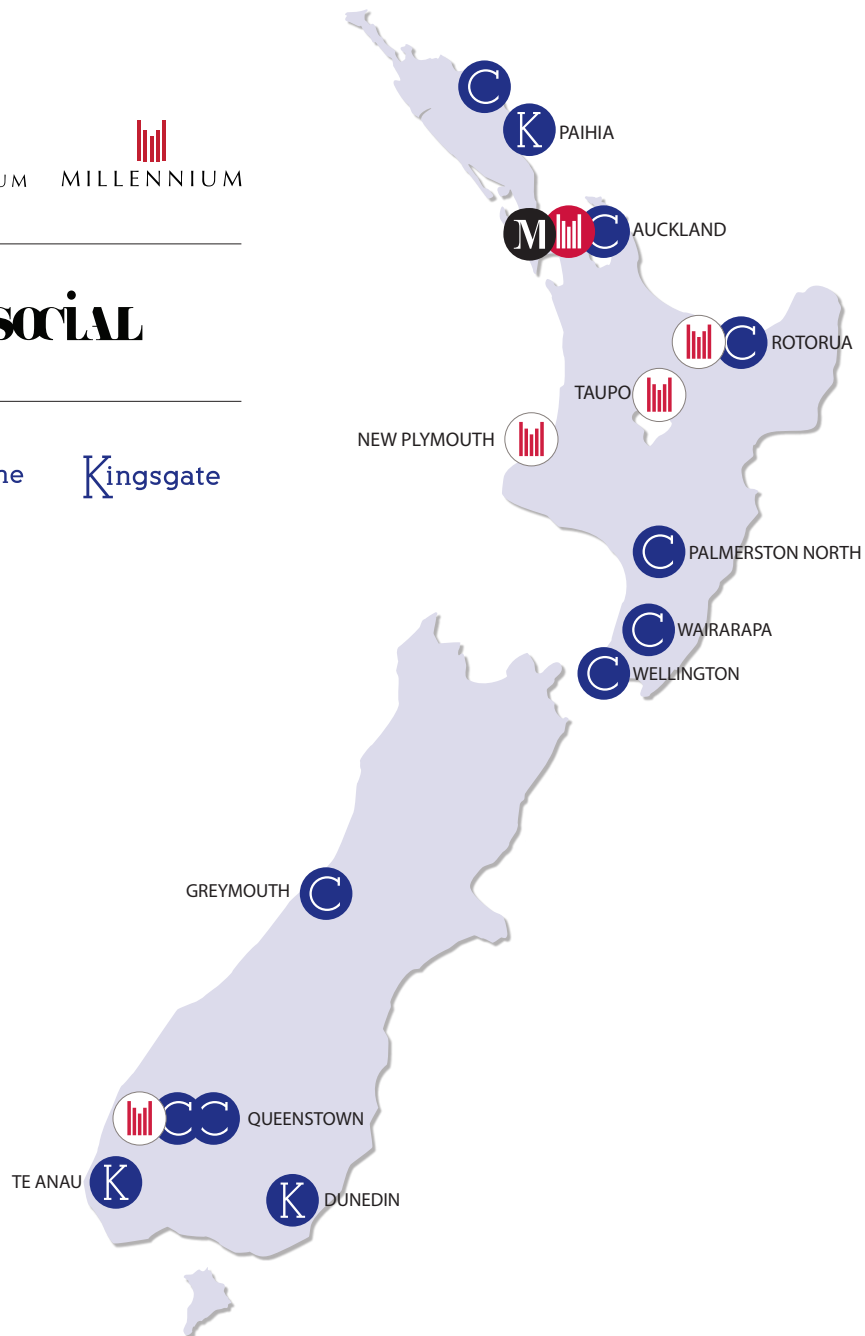 UM MILLENNIUM
SOCIAL
ne Kingsgate
C
K PAIHIA
M C AUCKLAND
C ROTORUA
TAUPO
NEW PLYMOUTH
C PALMERSTON NORTH
C WAIRARAPA
C WELLINGTON
GREYMOUTH C
C C QUEENSTOWN
TE ANAU K
K DUNEDIN